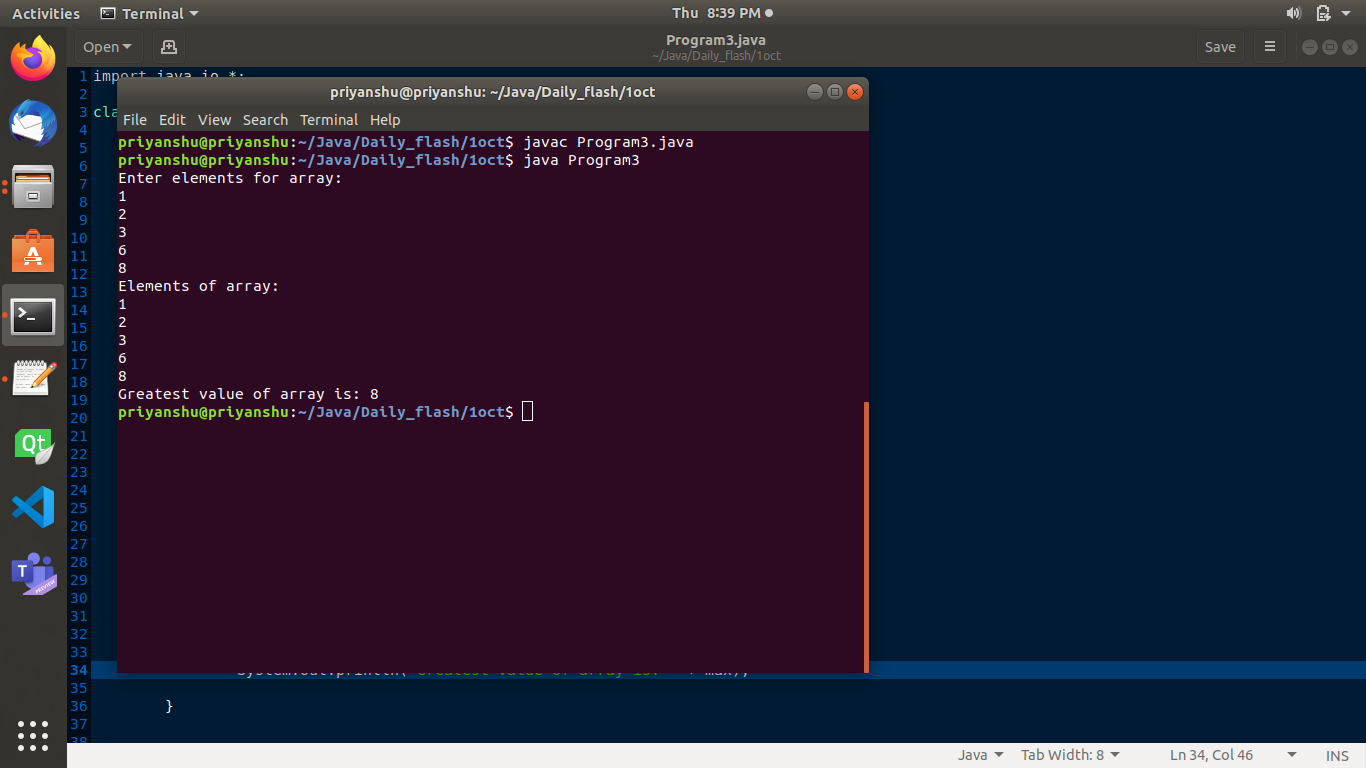 Activities Terminal Thu 8:39 PM
Open Program3.java Save
~/Java/Daily_flash/1oct
1 import java.io.*;
2
3 cla
4
5
6
7
8
9
10
11
12
13
14
15
16
17
18
19
20
21
22
23
24
25
26
27
28
29
30
31
32
33
34 System.out.println("Greatest value of array is: " + max);
35
36 }
37
38
priyanshu@priyanshu: ~/Java/Daily_flash/1oct
File Edit View Search Terminal Help
priyanshu@priyanshu:~/Java/Daily_flash/1oct$ javac Program3.java
priyanshu@priyanshu:~/Java/Daily_flash/1oct$ java Program3
Enter elements for array:
1
2
3
6
8
Elements of array:
1
2
3
6
8
Greatest value of array is: 8
priyanshu@priyanshu:~/Java/Daily_flash/1oct$
Qt
T
PREVIEW
Java Tab Width: 8 Ln 34, Col 46 INS